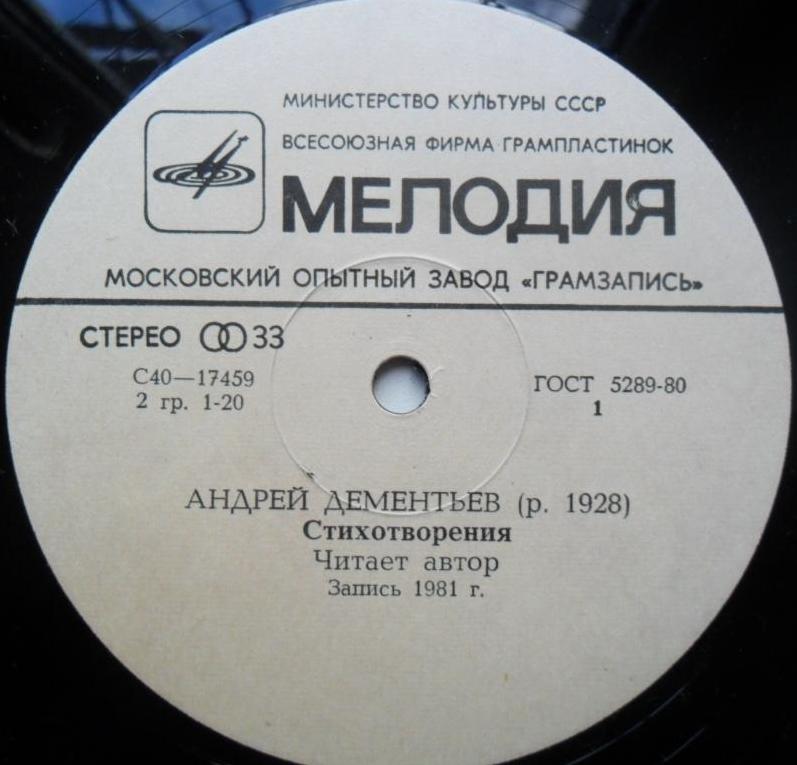 МИНИСТЕРСТВО КУЛЬТУРЫ СССР
ВСЕСОЮЗНАЯ ФИРМА ГРАМПЛАСТИНОК
МЕЛОДИЯ
МОСКОВСКИЙ ОПЫТНЫЙ ЗАВОД «ГРАМЗАПИСЬ»
СТЕРЕО 33
С40—17459
2 гр. 1-20
ГОСТ 5289-80
1
АНДРЕЙ ДЕМЕНТЬЕВ (р. 1928)
Стихотворения
Читает автор
Запись 1981 г.